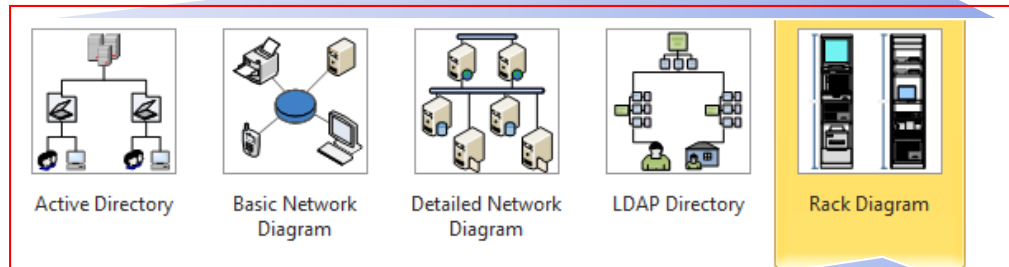 Active Directory
Basic Network
Diagram
Detailed Network
Diagram
LDAP Directory
Rack Diagram